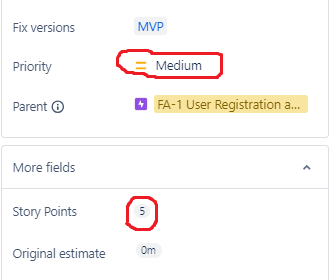 Fix versions MVP
Priority Medium
Parent FA-1 User Registration a...
More fields
Story Points 5
Original estimate 0m